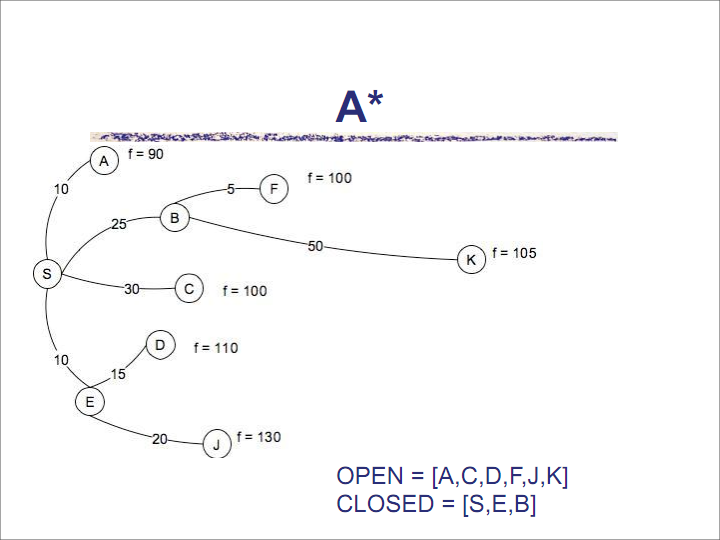 A*
A f = 90
10
f = 100
5 F
B
25
50
K f = 105
S
30 C f = 100
D f = 110
10
15
E
20 J f = 130
OPEN = [A,C,D,F,J,K]
CLOSED = [S,E,B]